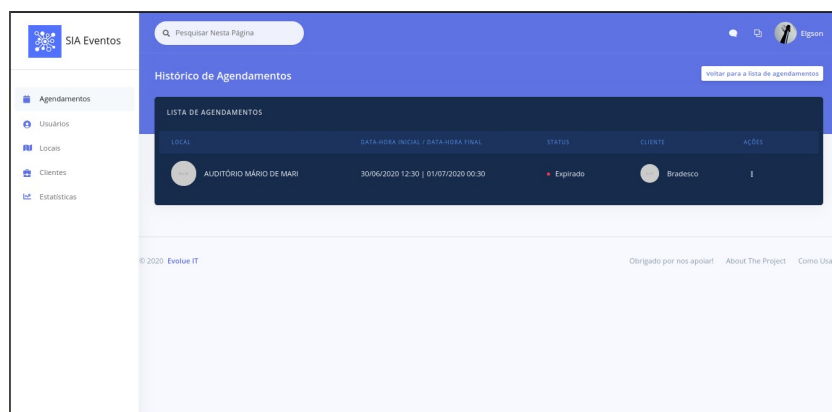 SIA Eventos
Pesquisar Nesta Página
Elgson
Histórico de Agendamentos
Voltar para a lista de agendamentos
Agendamentos
Usuários
Locais
Clientes
Estatísticas
LISTA DE AGENDAMENTOS
LOCAL DATA-HORA INICIAL / DATA-HORA FINAL STATUS CLIENTE AÇÕES
AUDITÓRIO MÁRIO DE MARI 30/06/2020 12:30 | 01/07/2020 00:30 Expirado Bradesco
© 2020 Evolue IT
Obrigado por nos apoiar! About The Project Como Usa